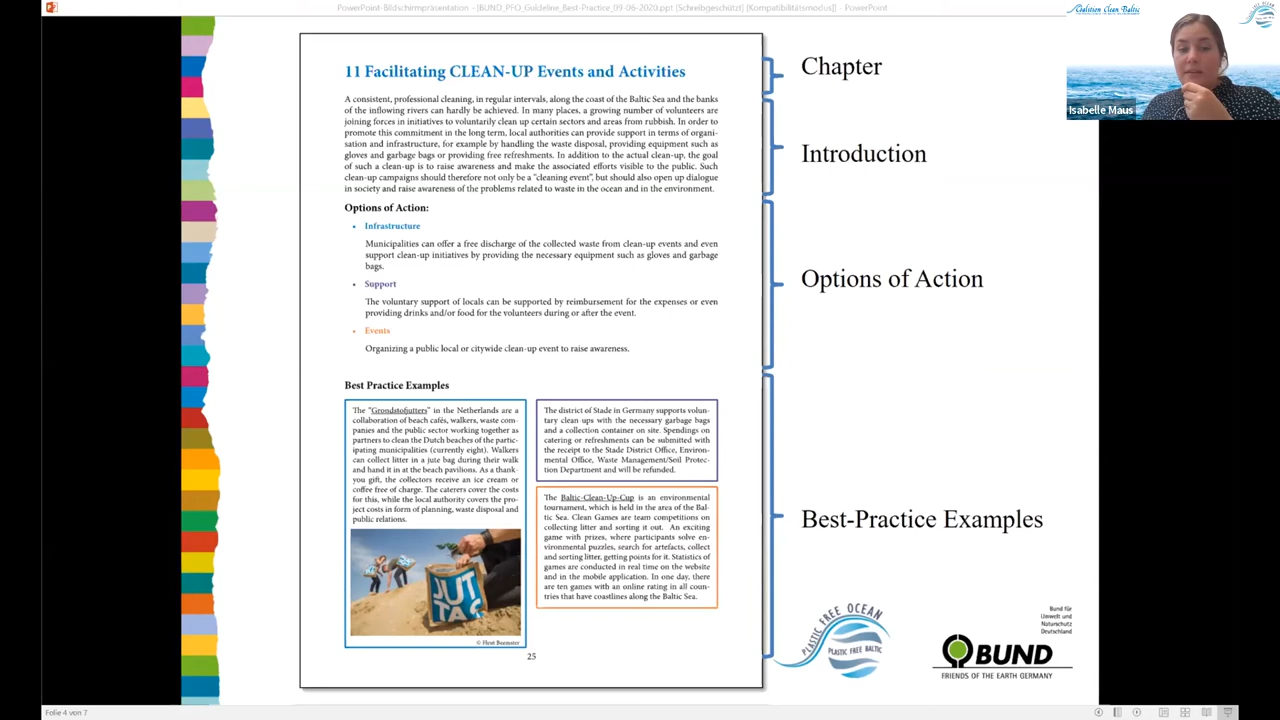 PowerPoint-Bildschirmpräsentation - [BUND_PFO_Guideline_Best-Practice_09-06-2020.ppt [Schreibgeschützt] [Kompatibilitätsmodus] - PowerPoint
Coalition Clean Baltic
Isabelle Maus
11 Facilitating CLEAN-UP Events and Activities
A consistent, professional cleaning, in regular intervals, along the coast of the Baltic Sea and the banks
of the inflowing rivers can hardly be achieved. In many places, a growing number of volunteers are
joining forces in initiatives to voluntarily clean up certain sectors and areas from rubbish. In order to
promote this commitment in the long term, local authorities can provide support in terms of organi-
sation and infrastructure, for example by handling the waste disposal, providing equipment such as
gloves and garbage bags or providing free refreshments. In addition to the actual clean-up, the goal
of such a clean-up is to raise awareness and make the associated efforts visible to the public. Such
clean-up campaigns should therefore not only be a "cleaning event", but should also open up dialogue
in society and raise awareness of the problems related to waste in the ocean and in the environment.
Options of Action:
• Infrastructure
Municipalities can offer a free discharge of the collected waste from clean-up events and even
support clean-up initiatives by providing the necessary equipment such as gloves and garbage
bags.
• Support
The voluntary support of locals can be supported by reimbursement for the expenses or even
providing drinks and/or food for the volunteers during or after the event.
• Events
Organizing a public local or citywide clean-up event to raise awareness.
Best Practice Examples
The "Grondstofjutters" in the Netherlands are a
collaboration of beach cafés, walkers, waste com-
panies and the public sector working together as
partners to clean the Dutch beaches of the partic-
ipating municipalities (currently eight). Walkers
can collect litter in a jute bag during their walk
and hand it in at the beach pavilions. As a thank-
you gift, the collectors receive an ice cream or
coffee free of charge. The caterers cover the costs
for this, while the local authority covers the pro-
ject costs in form of planning, waste disposal and
public relations.
JUT
TAS
© Hent Beemster
The district of Stade in Germany supports volun-
tary clean ups with the necessary garbage bags
and a collection container on site. Spendings on
catering or refreshments can be submitted with
the receipt to the Stade District Office, Environ-
mental Office, Waste Management/Soil Protec-
tion Department and will be refunded.
The Baltic-Clean-Up-Cup is an environmental
tournament, which is held in the area of the Bal-
tic Sea. Clean Games are team competitions on
collecting litter and sorting it out. An exciting
game with prizes, where participants solve en-
vironmental puzzles, search for artefacts, collect
and sorting litter, getting points for it. Statistics of
games are conducted in real time on the website
and in the mobile application. In one day, there
are ten games with an online rating in all coun-
tries that have coastlines along the Baltic Sea.
25
Chapter
Introduction
Options of Action
Best-Practice Examples
PLASTIC FREE OCEAN
PLASTIC FREE BALTIC
Bund für
Umwelt und
Naturschutz
Deutschland
BUND
FRIENDS OF THE EARTH GERMANY
Folie 4 von 7